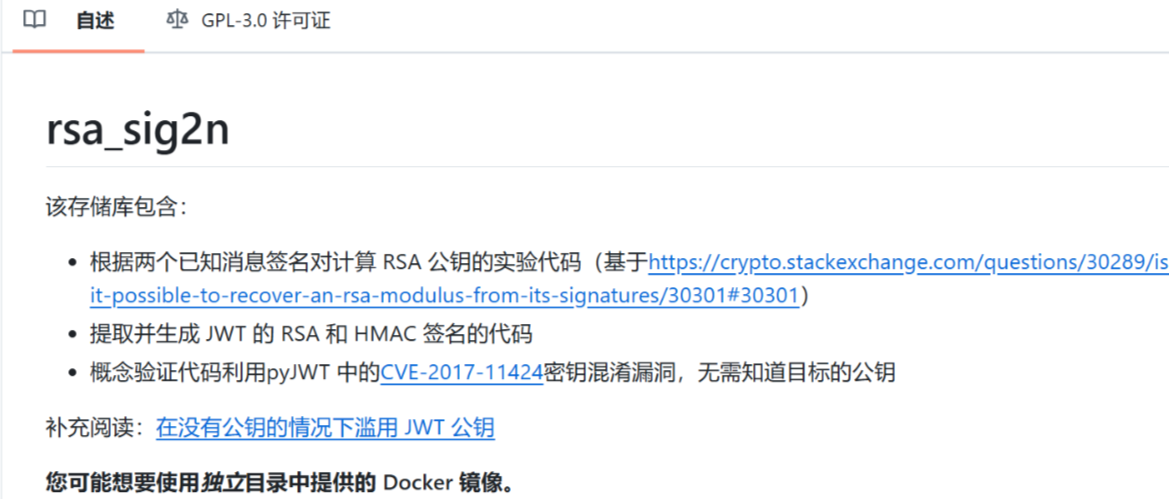 自述 GPL-3.0 许可证
rsa_sig2n
该存储库包含：
• 根据两个已知消息签名对计算 RSA 公钥的实验代码（基于https://crypto.stackexchange.com/questions/30289/is
it-possible-to-recover-an-rsa-modulus-from-its-signatures/30301#30301）
• 提取并生成 JWT 的 RSA 和 HMAC 签名的代码
• 概念验证代码利用pyJWT 中的CVE-2017-11424密钥混淆漏洞，无需知道目标的公钥
补充阅读：在没有公钥的情况下滥用 JWT 公钥
您可能想要使用独立目录中提供的 Docker 镜像。